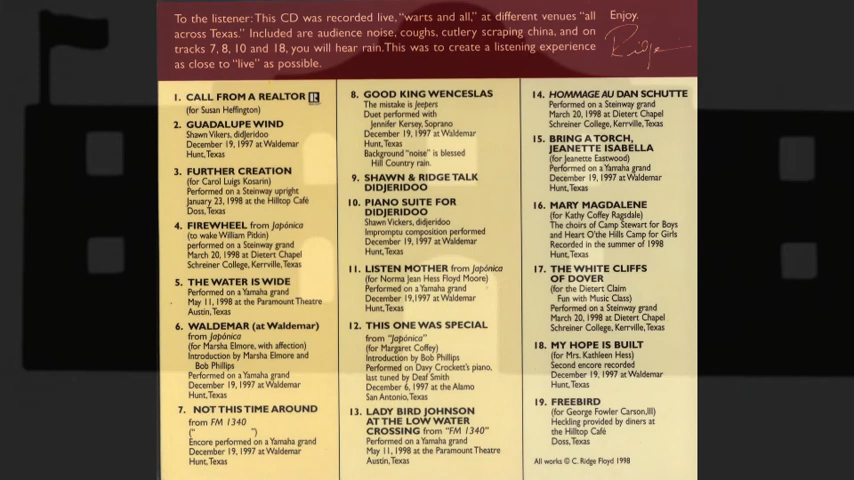 To the listener: This CD was recorded live, "warts and all," at different venues "all
across Texas." Included are audience noise, coughs, cutlery scraping china, and on
tracks 7, 8, 10 and 18, you will hear rain. This was to create a listening experience
as close to "live" as possible.
Enjoy.
Ridge
1. CALL FROM A REALTOR R
(for Susan Heffington)
2. GUADALUPE WIND
Shawn Vikers, didjeridoo
December 19, 1997 at Waldemar
Hunt, Texas
3. FURTHER CREATION
(for Carol Luigs Kosarin)
Performed on a Steinway upright
January 23, 1998 at the Hilltop Café
Doss, Texas
4. FIREWHEEL from Japónica
(to wake William Pitkin)
performed on a Steinway grand
March 20, 1998 at Dietert Chapel
Schreiner College, Kerrville, Texas
5. THE WATER IS WIDE
Performed on a Yamaha grand
May 11, 1998 at the Paramount Theatre
Austin, Texas
6. WALDEMAR (at Waldemar)
from Japónica
(for Marsha Elmore, with affection)
Introduction by Marsha Elmore and
Bob Phillips
Performed on a Yamaha grand
December 19, 1997 at Waldemar
Hunt, Texas
7. NOT THIS TIME AROUND
from FM 1340
(" ")
Encore performed on a Yamaha grand
December 19, 1997 at Waldemar
Hunt, Texas
8. GOOD KING WENCESLAS
The mistake is Jeepers
Duet performed with
Jennifer Kersey, Soprano
December 19, 1997 at Waldemar
Hunt, Texas
Background "noise" is blessed
Hill Country rain.
9. SHAWN & RIDGE TALK
DIDJERIDOO
10. PIANO SUITE FOR
DIDJERIDOO
Shawn Vickers, didjeridoo
Impromptu composition performed
December 19, 1997 at Waldemar
Hunt, Texas
11. LISTEN MOTHER from Japónica
(for Norma Jean Hess Floyd Moore)
Performed on a Yamaha grand
December 19,1997 at Waldemar
Hunt, Texas
12. THIS ONE WAS SPECIAL
from "Japónica"
(for Margaret Coffey)
Introduction by Bob Phillips
Performed on Davy Crockett's piano,
last tuned by Deaf Smith
December 6, 1997 at the Alamo
San Antonio, Texas
13. LADY BIRD JOHNSON
AT THE LOW WATER
CROSSING from "FM 1340"
Performed on a Yamaha grand
May 11, 1998 at the Paramount Theatre
Austin, Texas
14. HOMMAGE AU DAN SCHUTTE
Performed on a Steinway grand
March 20, 1998 at Dietert Chapel
Schreiner College, Kerrville, Texas
15. BRING A TORCH,
JEANETTE ISABELLA
(for Jeanette Eastwood)
Performed on a Yamaha grand
December 19, 1997 at Waldemar
Hunt, Texas
16. MARY MAGDALENE
(for Kathy Coffey Ragsdale)
The choirs of Camp Stewart for Boys
and Heart O'the Hills Camp for Girls
Recorded in the summer of 1998
Hunt, Texas
17. THE WHITE CLIFFS
OF DOVER
(for the Dietert Claim
Fun with Music Class)
Performed on a Steinway grand
March 20, 1998 at Dietert Chapel
Schreiner College, Kerrville, Texas
18. MY HOPE IS BUILT
(for Mrs. Kathleen Hess)
Second encore recorded
December 19, 1997 at Waldemar
Hunt, Texas
19. FREEBIRD
(for George Fowler Carson,III)
Heckling provided by diners at
the Hilltop Café
Doss, Texas
All works © C. Ridge Floyd 1998